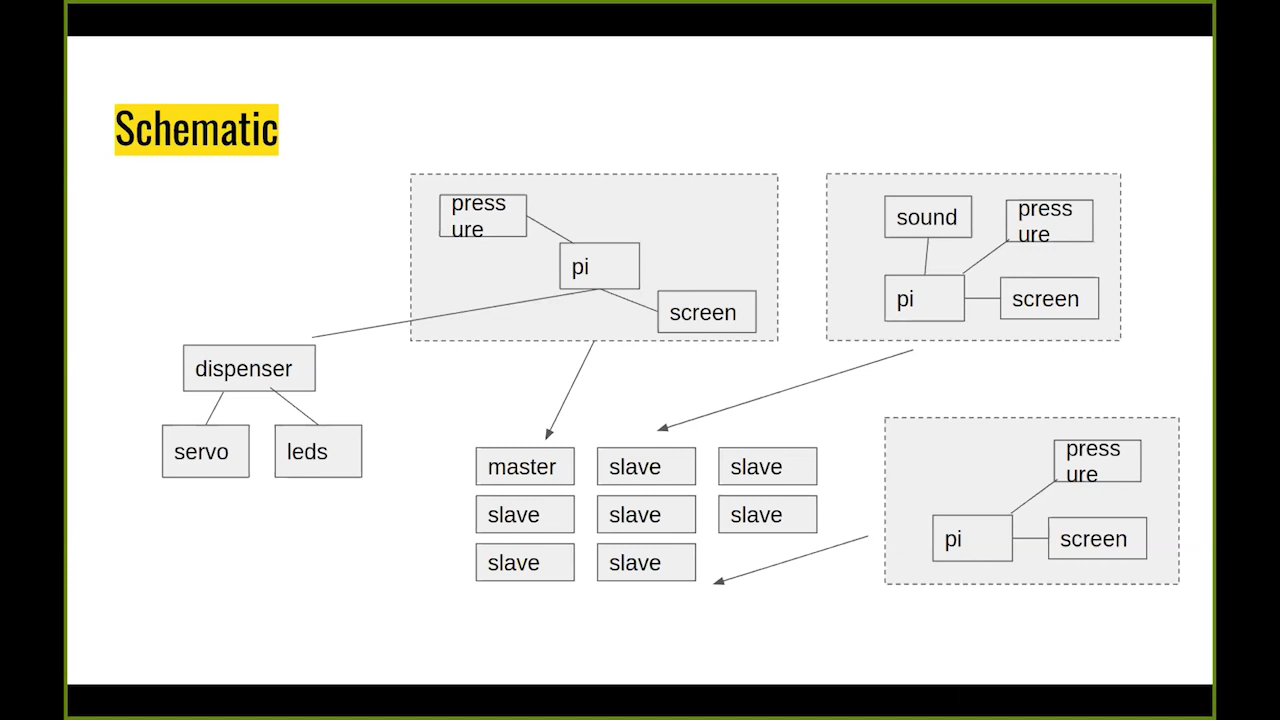 Schematic
press
ure
pi
screen
sound
press
ure
pi
screen
dispenser
servo
leds
master
slave
slave
slave
slave
slave
slave
slave
press
ure
pi
screen